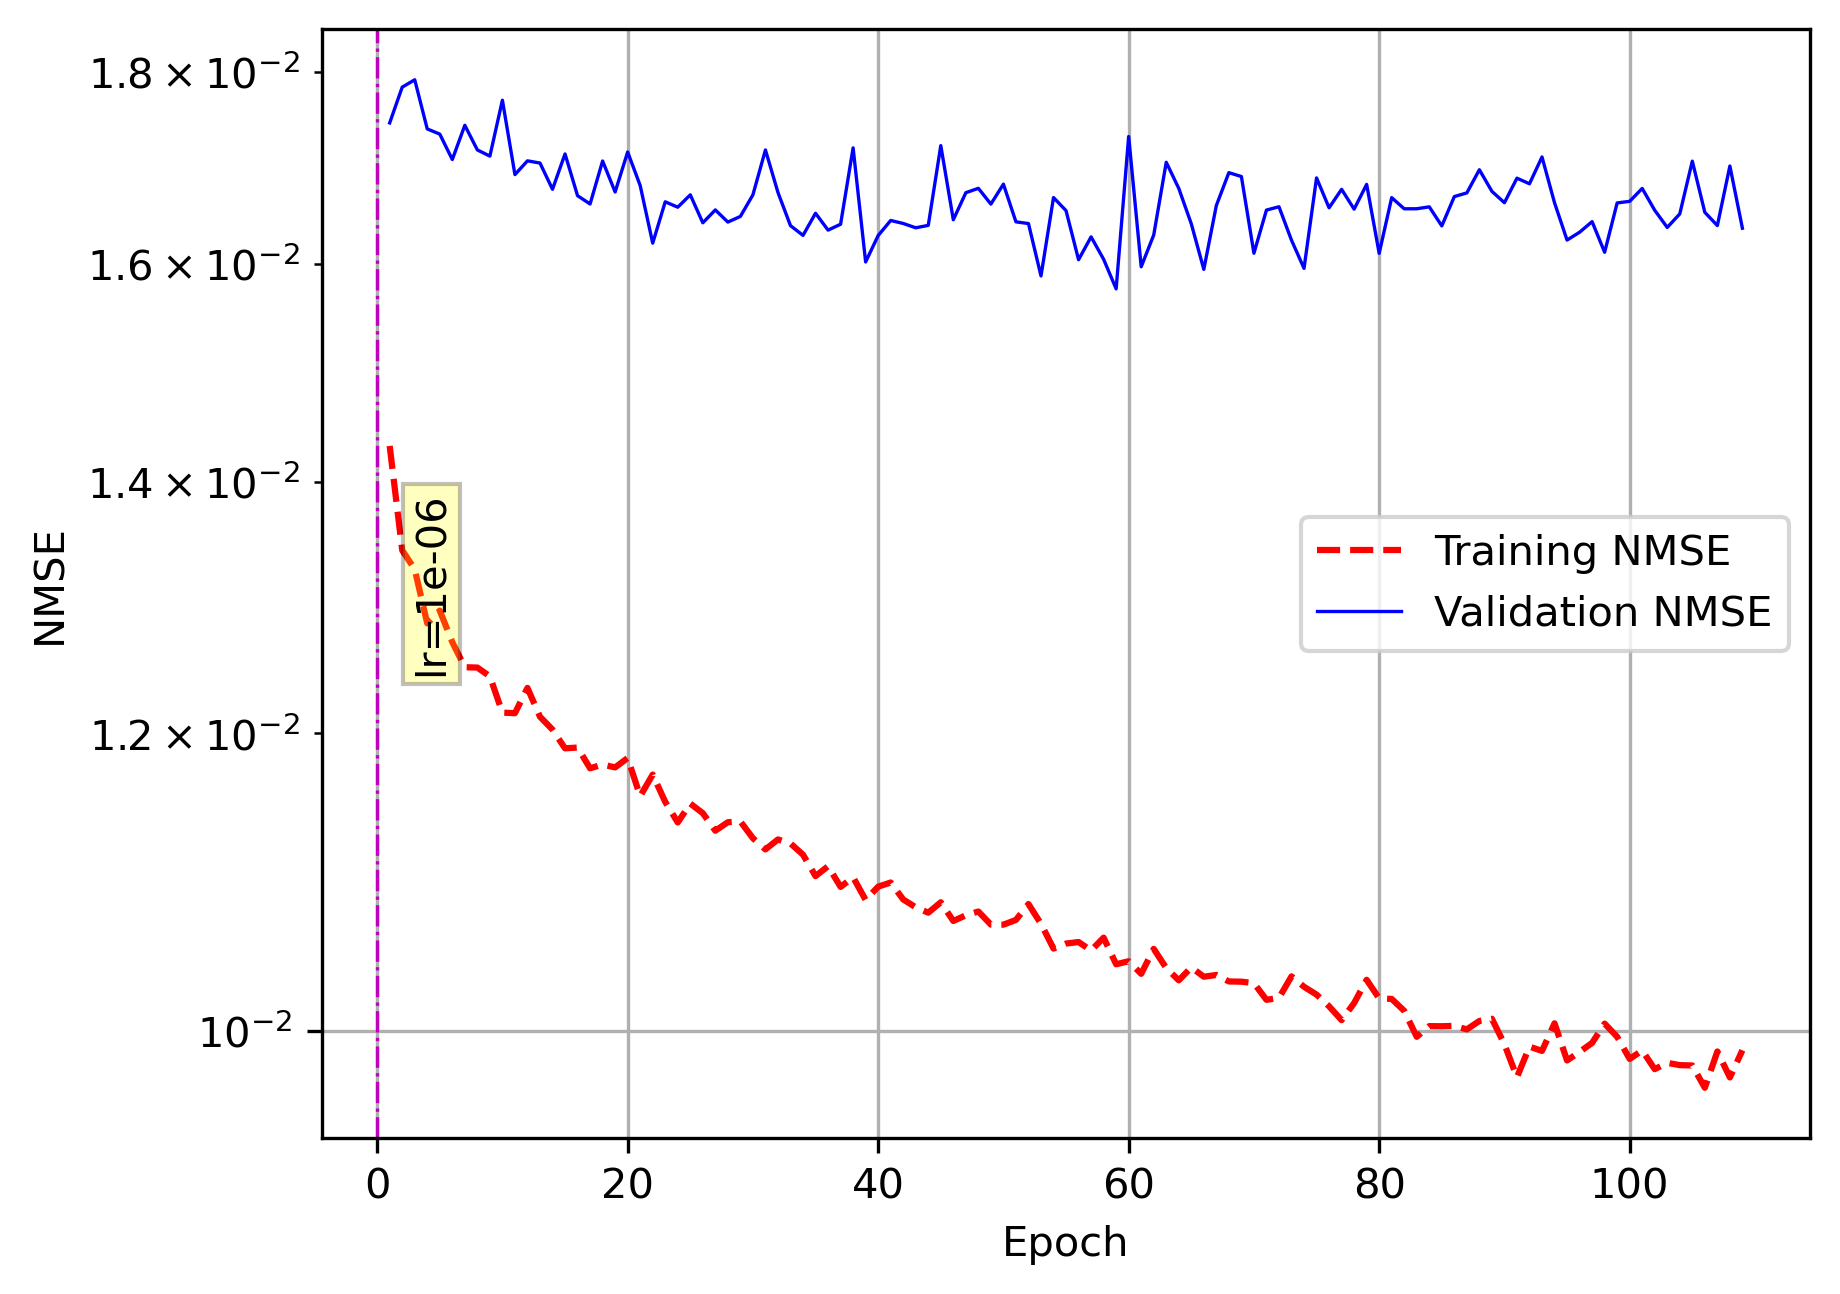 1.8 × 10⁻²
1.6 × 10⁻²
1.4 × 10⁻²
1.2 × 10⁻²
10⁻²
NMSE
lr=1e-06
Training NMSE
Validation NMSE
0 20 40 60 80 100
Epoch